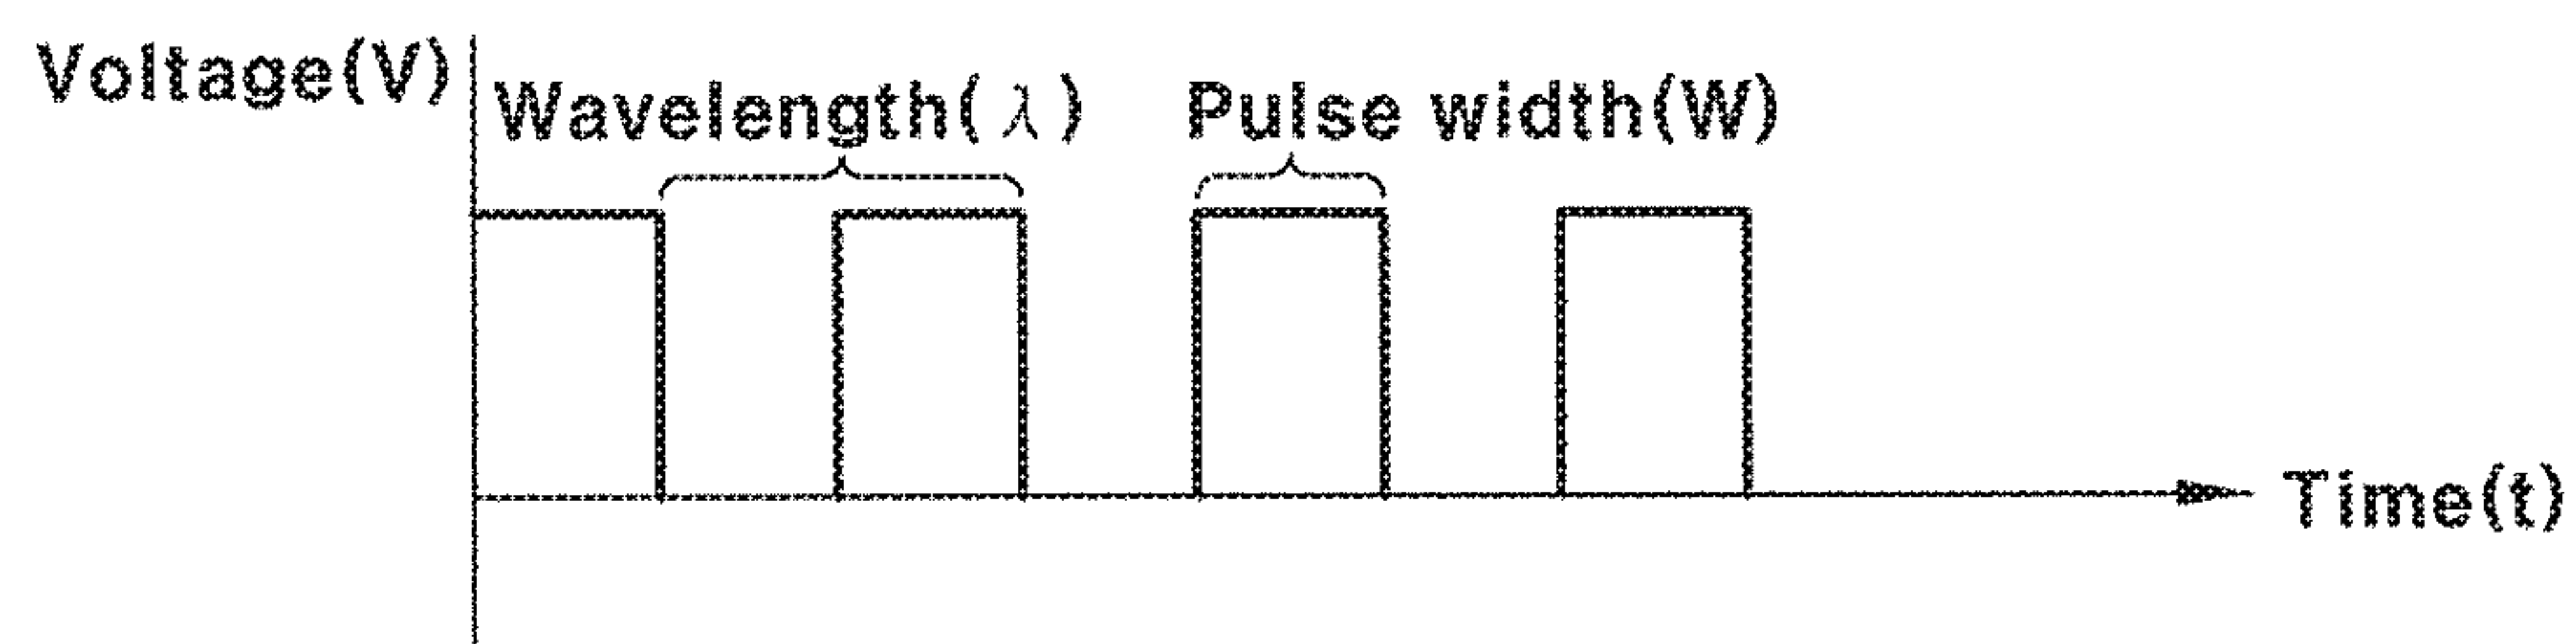 Voltage(V)
Wavelength( λ )
Pulse width(W)
Time(t)